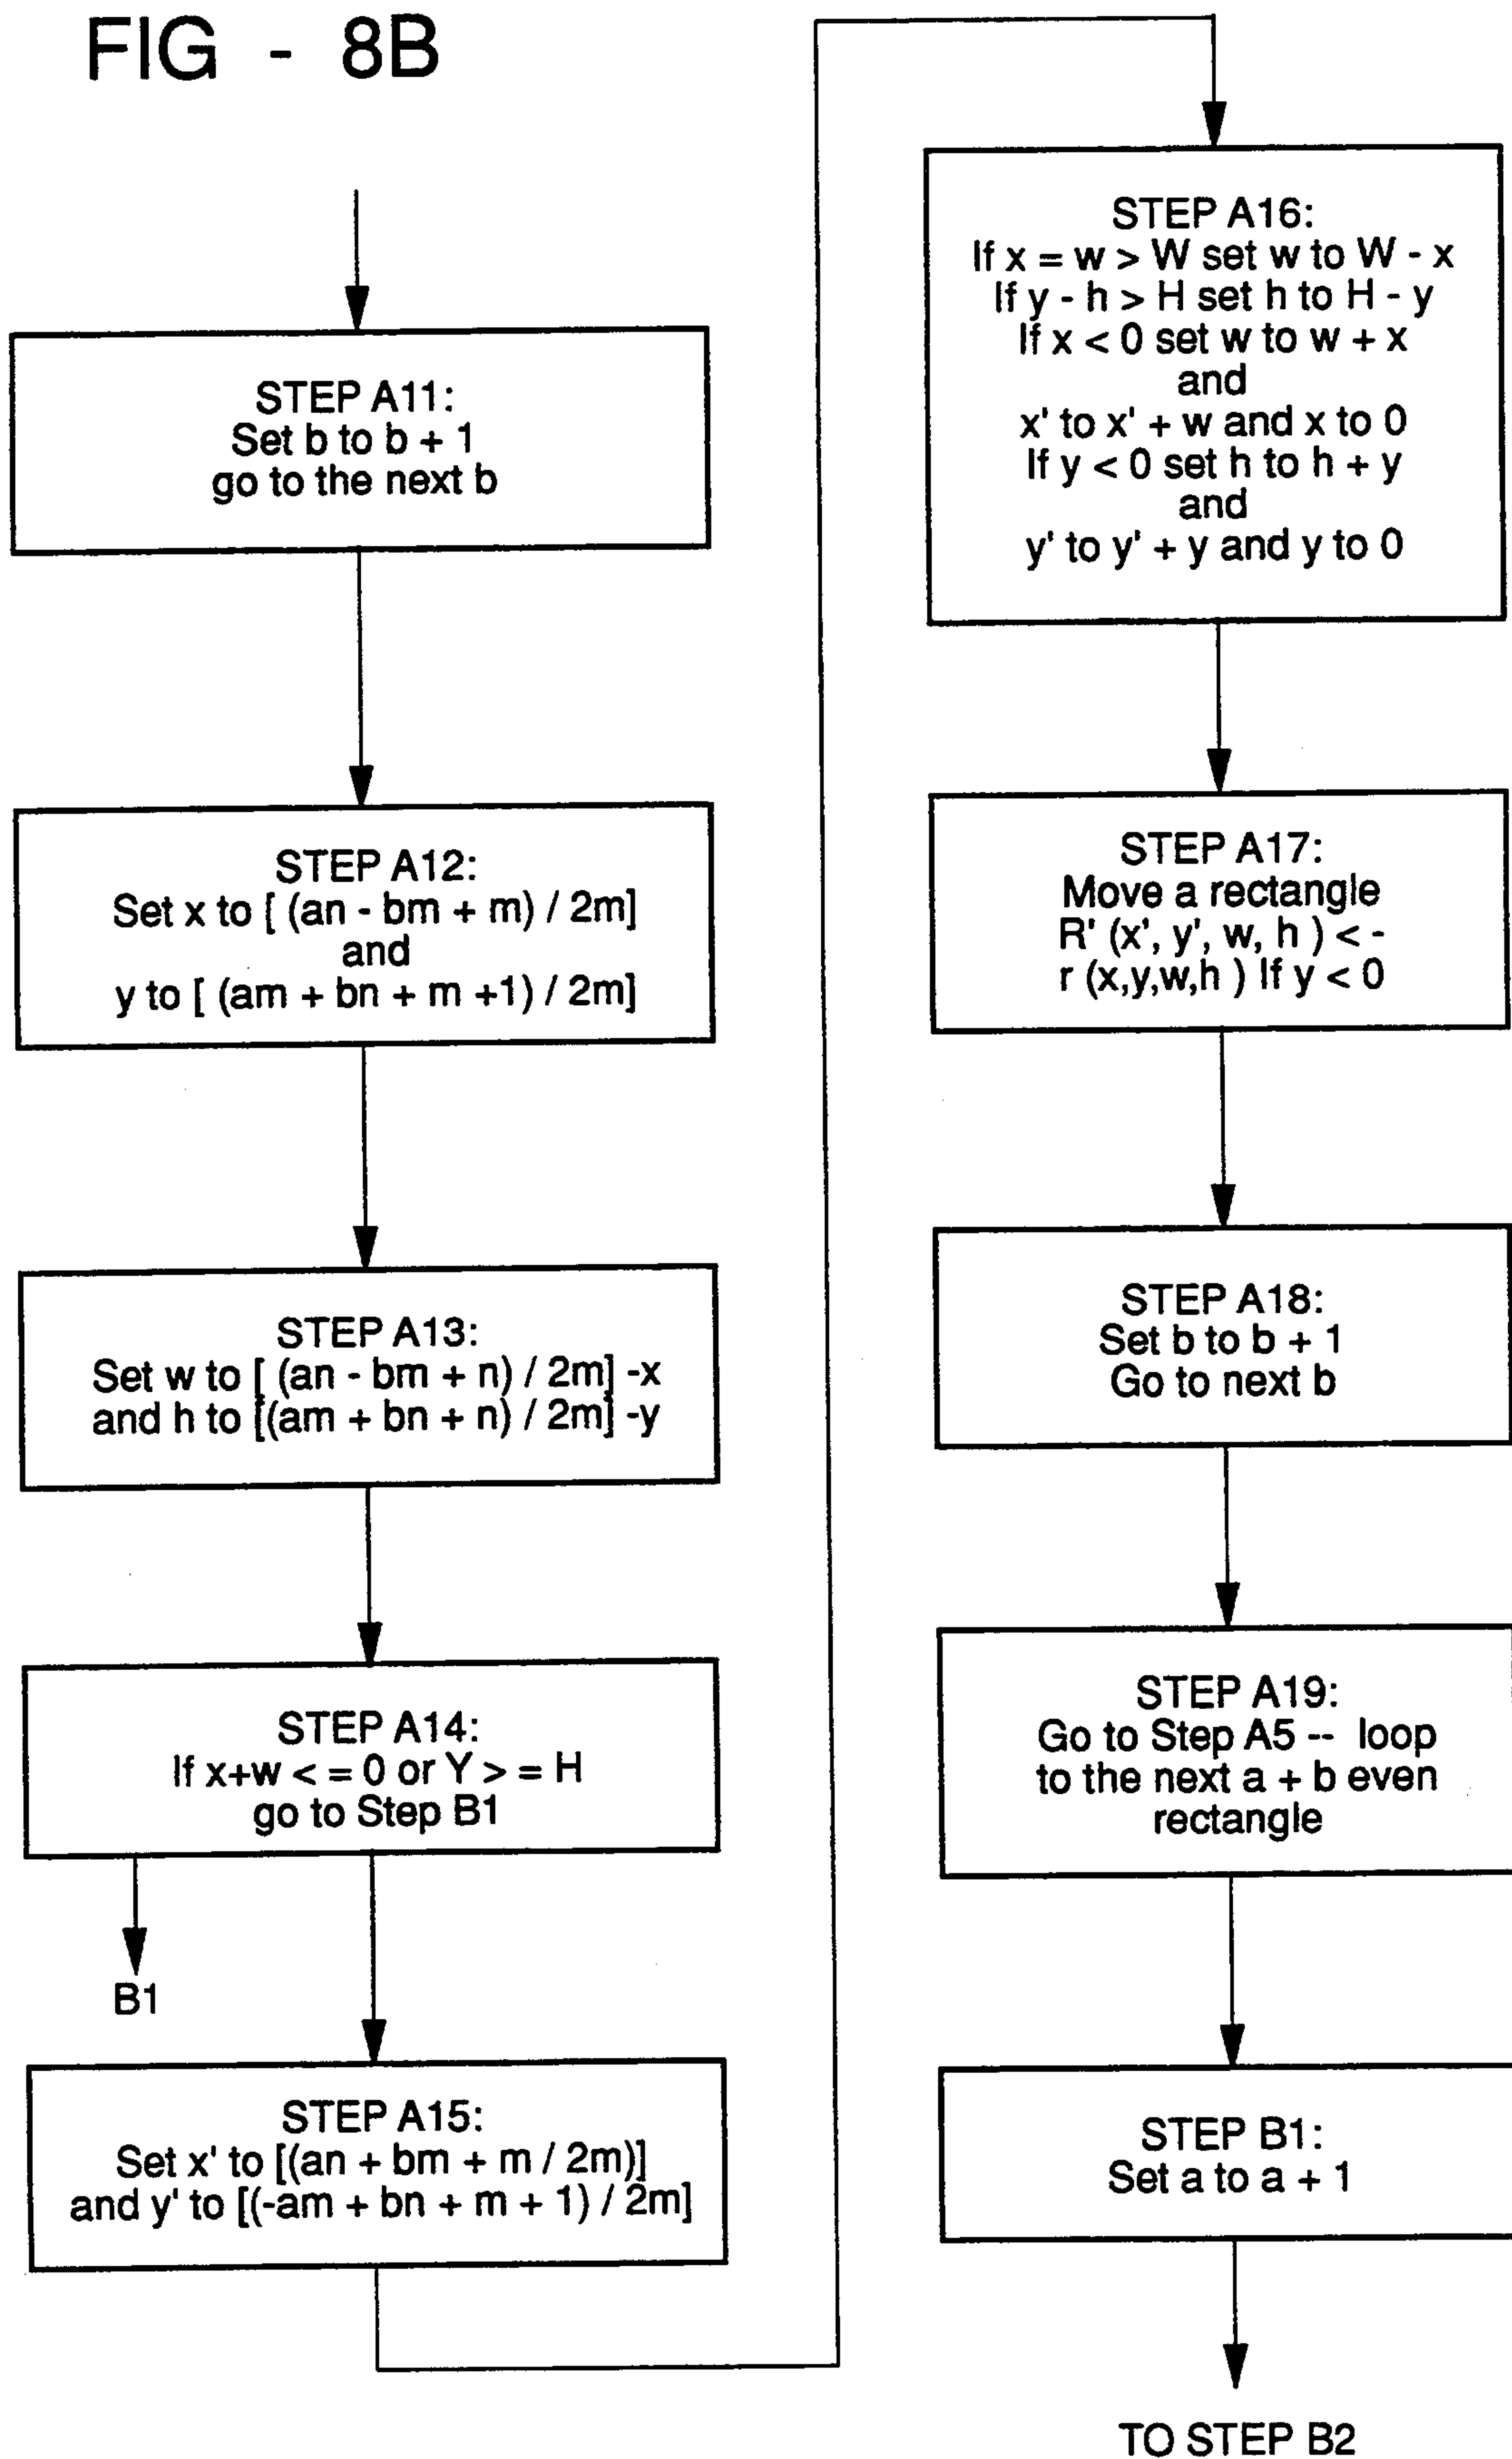 FIG - 8B
STEP A11:
Set b to b + 1
go to the next b
STEP A12:
Set x to [ (an - bm + m) / 2m]
and
y to [ (am + bn + m +1) / 2m]
STEP A13:
Set w to [ (an - bm + n) / 2m] -x
and h to [(am + bn + n) / 2m] -y
STEP A14:
If x+w < = 0 or Y > = H
go to Step B1
B1
STEP A15:
Set x' to [(an + bm + m / 2m)]
and y' to [(-am + bn + m + 1) / 2m]
STEP A16:
If x = w > W set w to W - x
If y - h > H set h to H - y
If x < 0 set w to w + x
and
x' to x' + w and x to 0
If y < 0 set h to h + y
and
y' to y' + y and y to 0
STEP A17:
Move a rectangle
R' (x', y', w, h ) < -
r (x,y,w,h ) If y < 0
STEP A18:
Set b to b + 1
Go to next b
STEP A19:
Go to Step A5 -- loop
to the next a + b even
rectangle
STEP B1:
Set a to a + 1
TO STEP B2